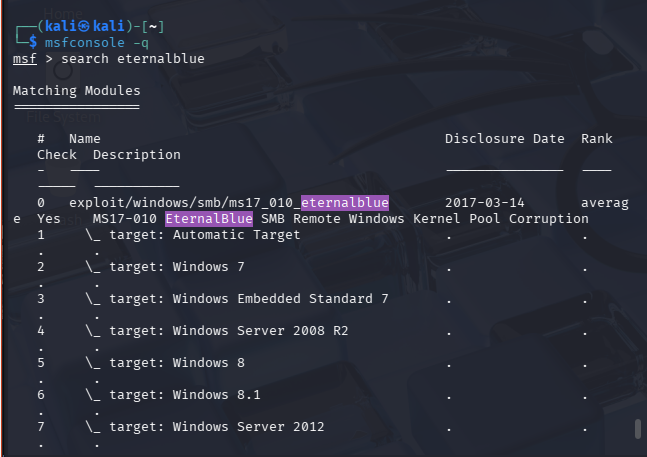 Home
┌──(kali㉿kali)-[~]
└─$ msfconsole -q
msf > search eternalblue
Matching Modules
================
File System
# Name Disclosure Date Rank
Check Description
- ---- --------------- ----
----- -----------
0 exploit/windows/smb/ms17_010_eternalblue 2017-03-14 averag
e Yes MS17-010 EternalBlue SMB Remote Windows Kernel Pool Corruption
1 \_ target: Automatic Target . .
. .
2 \_ target: Windows 7 . .
. .
3 \_ target: Windows Embedded Standard 7 . .
. .
4 \_ target: Windows Server 2008 R2 . .
. .
5 \_ target: Windows 8 . .
. .
6 \_ target: Windows 8.1 . .
. .
7 \_ target: Windows Server 2012 . .
. .